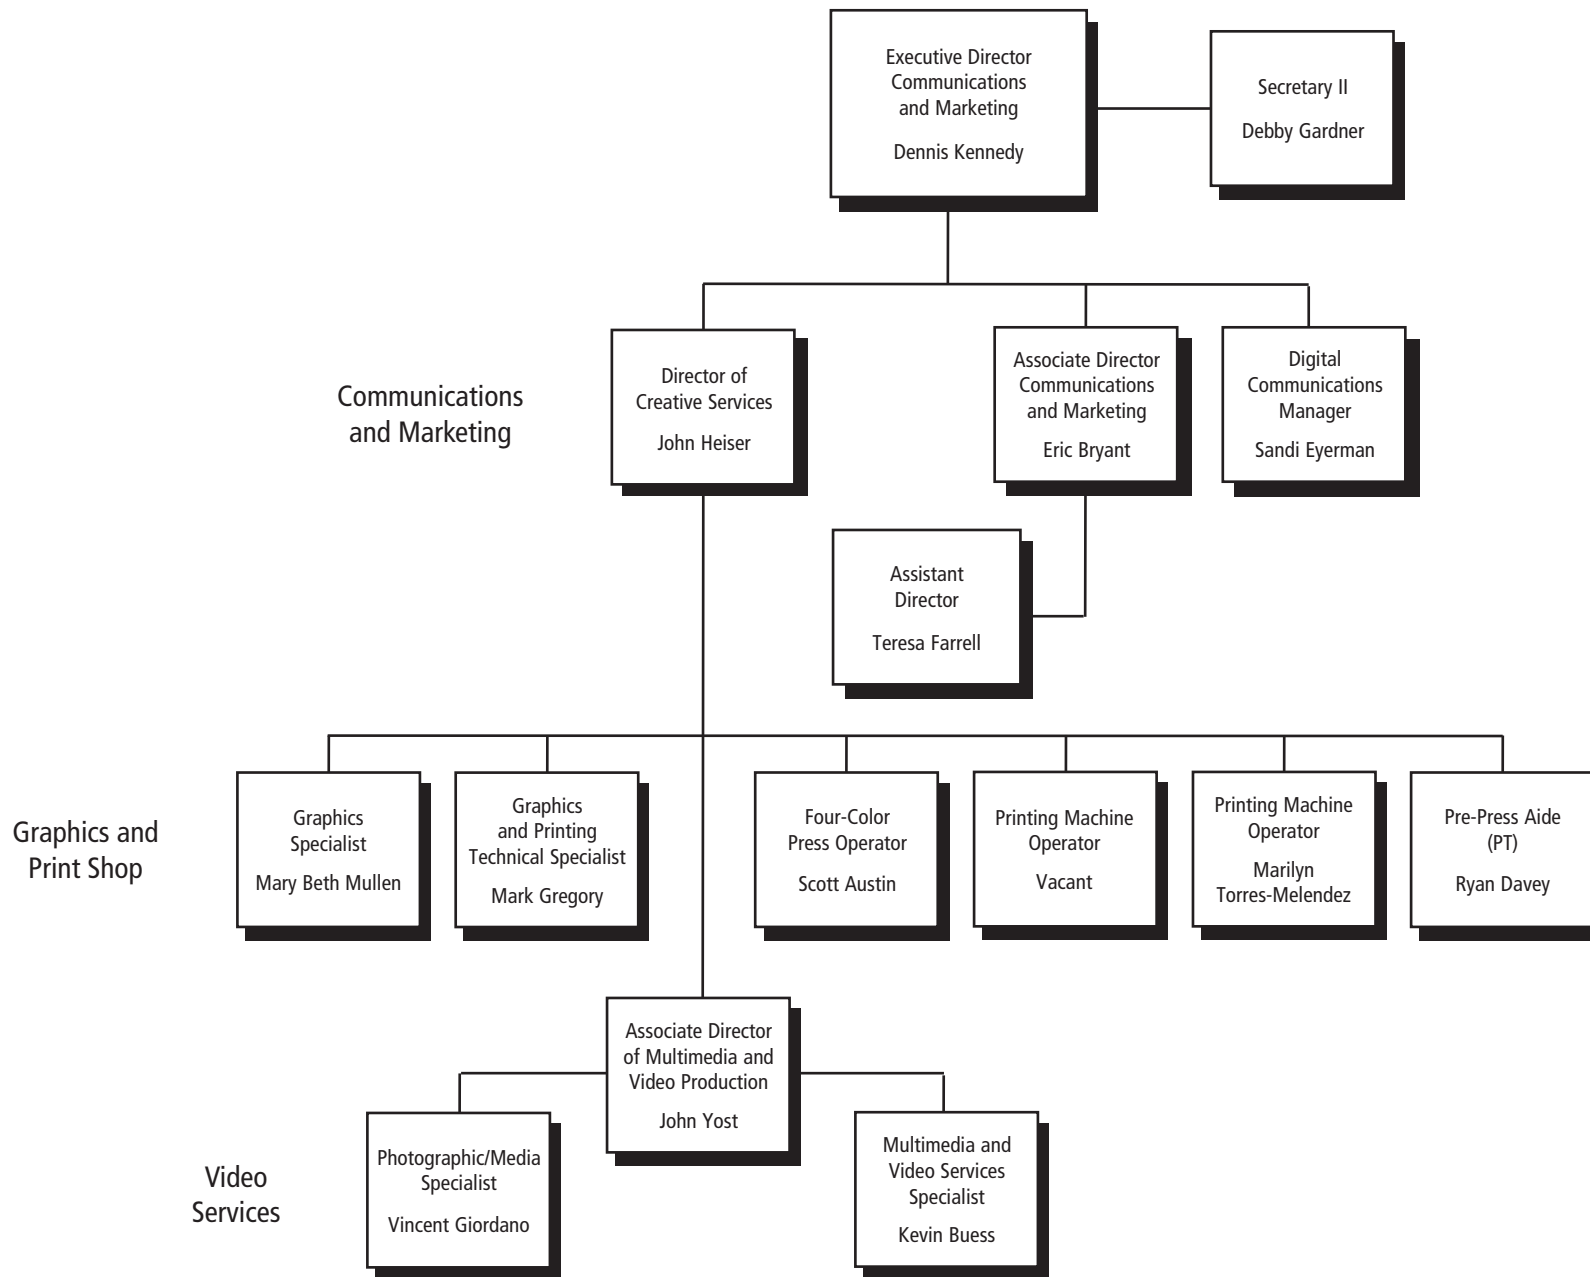 Executive Director
Communications
and Marketing
Dennis Kennedy
Secretary II
Debby Gardner
Communications
and Marketing
Director of
Creative Services
John Heiser
Associate Director
Communications
and Marketing
Eric Bryant
Digital
Communications
Manager
Sandi Eyerman
Assistant
Director
Teresa Farrell
Graphics and
Print Shop
Graphics
Specialist
Mary Beth Mullen
Graphics
and Printing
Technical Specialist
Mark Gregory
Four-Color
Press Operator
Scott Austin
Printing Machine
Operator
Vacant
Printing Machine
Operator
Marilyn
Torres-Melendez
Pre-Press Aide
(PT)
Ryan Davey
Associate Director
of Multimedia and
Video Production
John Yost
Video
Services
Photographic/Media
Specialist
Vincent Giordano
Multimedia and
Video Services
Specialist
Kevin Buess